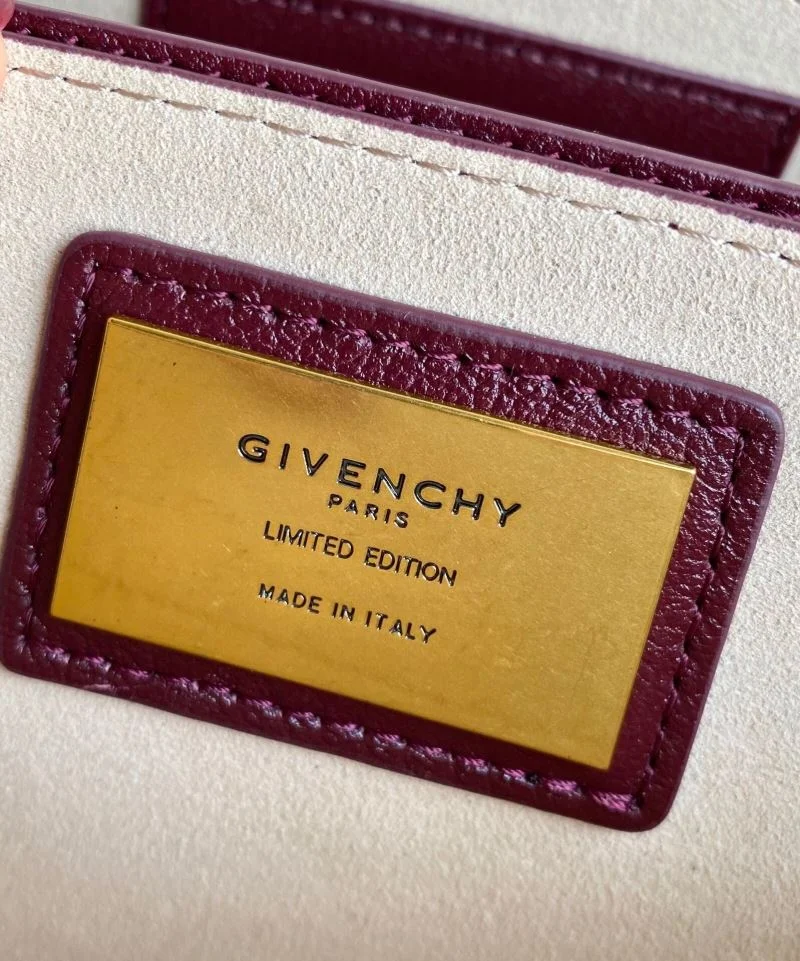 GIVENCHY
PARIS
LIMITED EDITION
MADE IN ITALY